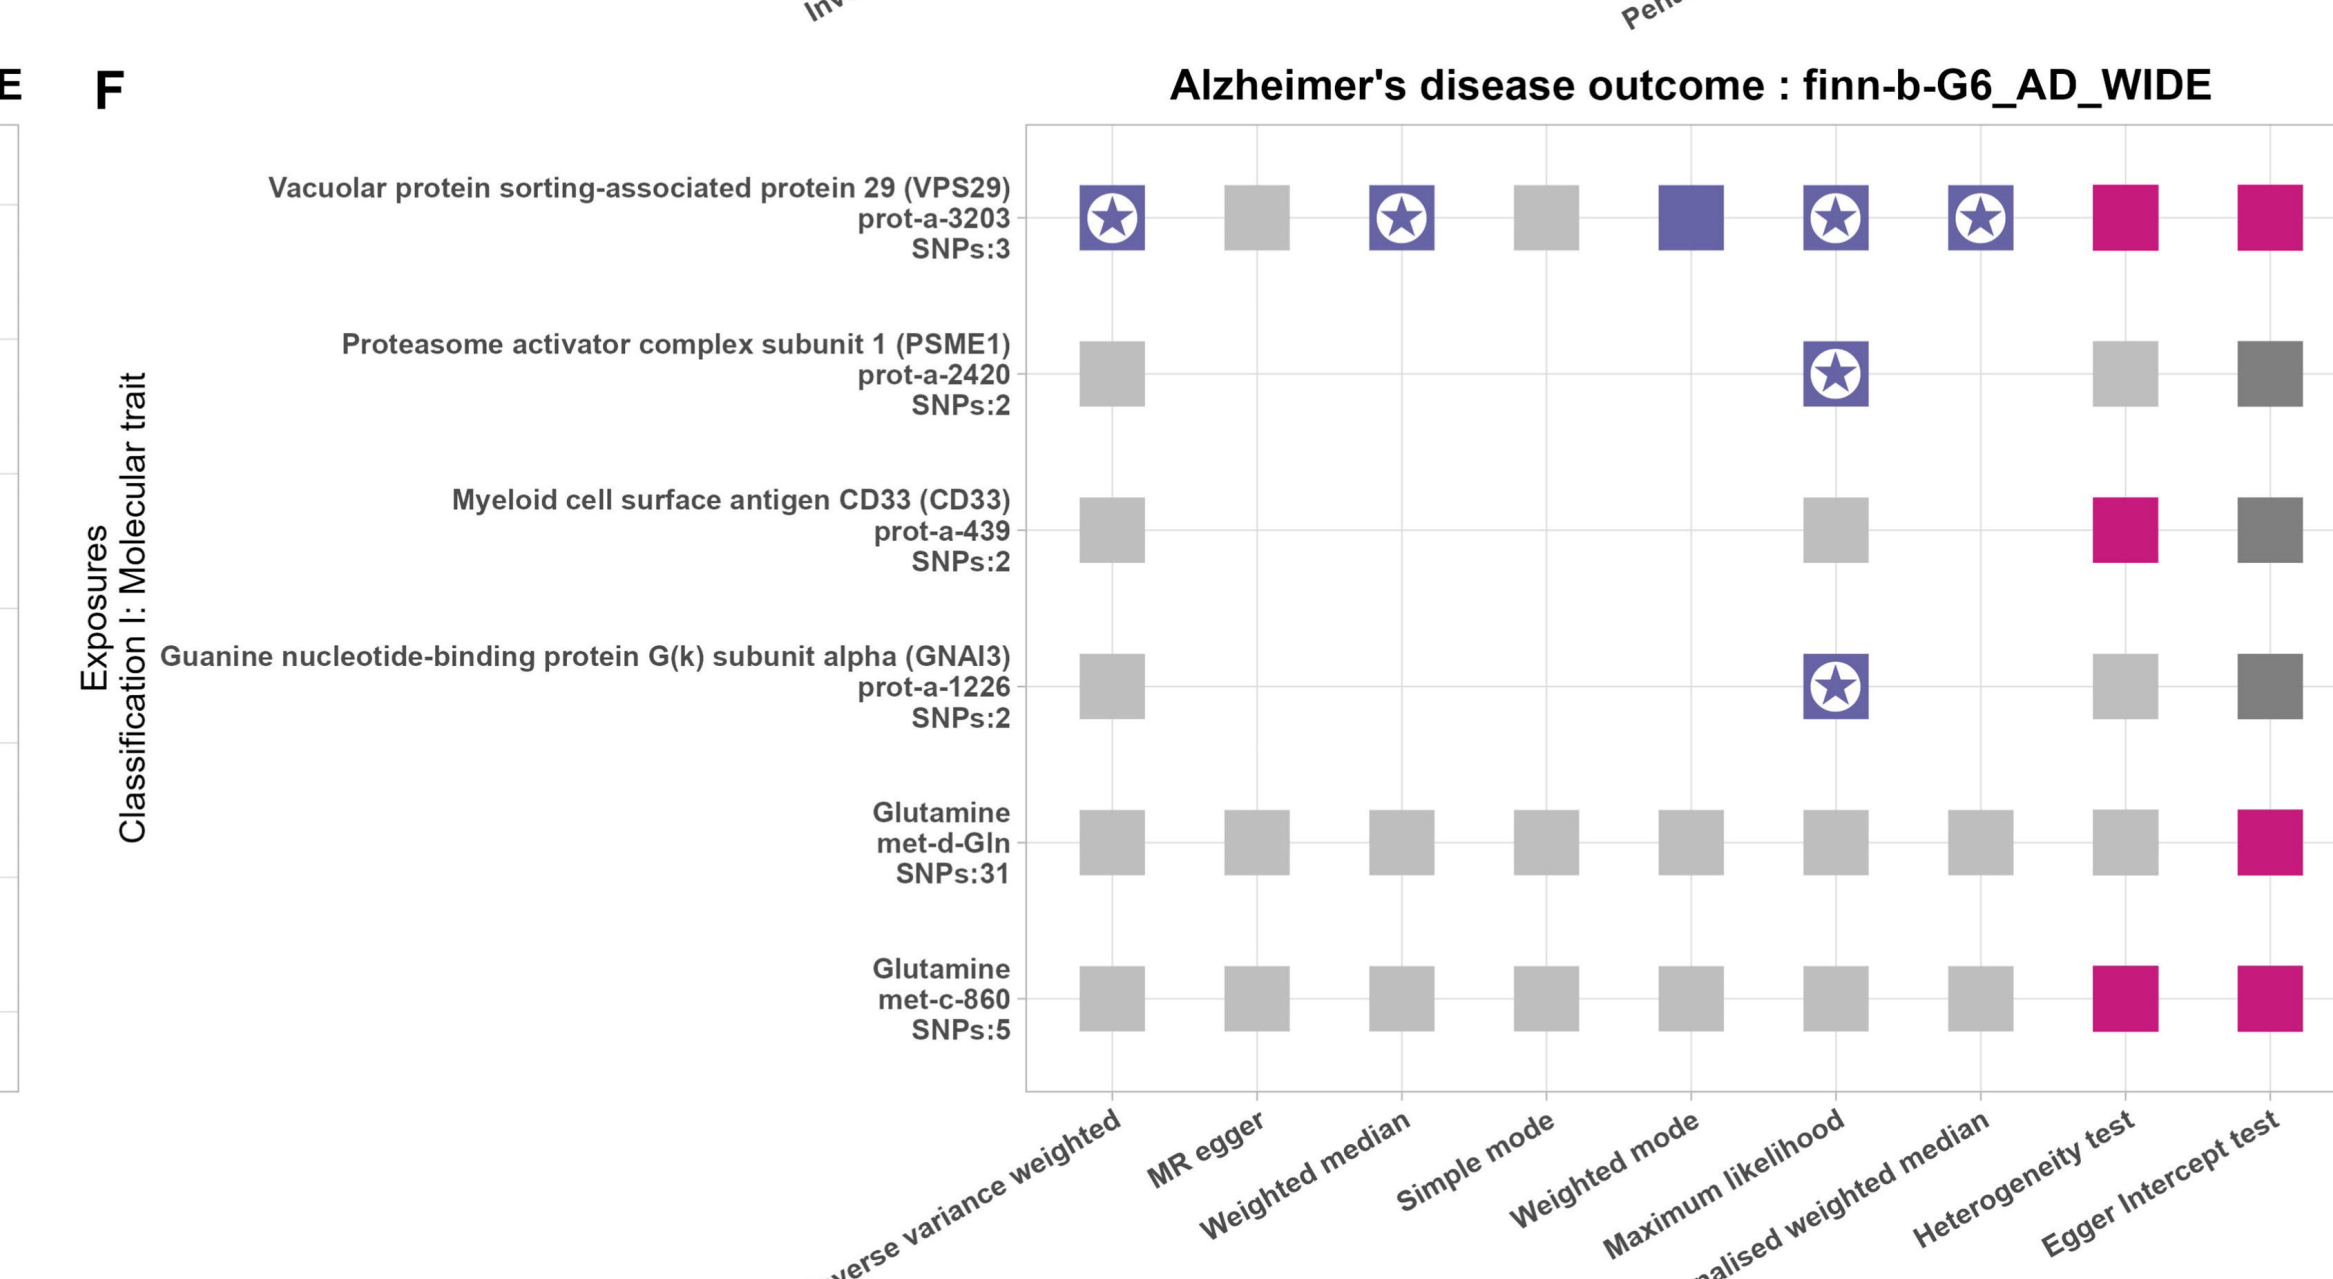 E
F
Alzheimer's disease outcome : finn-b-G6_AD_WIDE
Exposures
Classification I: Molecular trait
Vacuolar protein sorting-associated protein 29 (VPS29)
prot-a-3203
SNPs:3
Proteasome activator complex subunit 1 (PSME1)
prot-a-2420
SNPs:2
Myeloid cell surface antigen CD33 (CD33)
prot-a-439
SNPs:2
Guanine nucleotide-binding protein G(k) subunit alpha (GNAI3)
prot-a-1226
SNPs:2
Glutamine
met-d-Gln
SNPs:31
Glutamine
met-c-860
SNPs:5
variance weighted
MR egger
Weighted median
Simple mode
Weighted mode
Maximum likelihood
weighted median
Heterogeneity test
Egger Intercept test